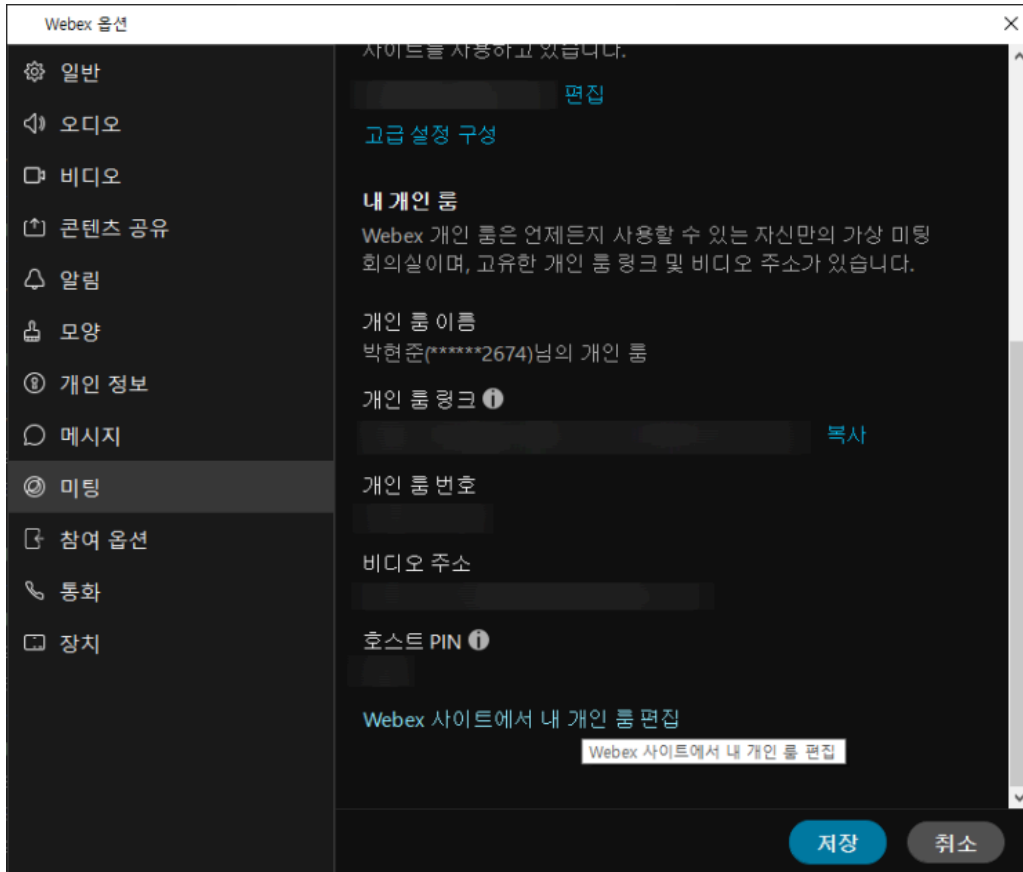 Webex 옵션
일반
오디오
비디오
콘텐츠 공유
알림
모양
개인 정보
메시지
미팅
참여 옵션
통화
장치
사이트를 사용하고 있습니다.
편집
고급 설정 구성
내 개인 룸
Webex 개인 룸은 언제든지 사용할 수 있는 자신만의 가상 미팅
회의실이며, 고유한 개인 룸 링크 및 비디오 주소가 있습니다.
개인 룸 이름
박현준(******2674)님의 개인 룸
개인 룸 링크
복사
개인 룸 번호
비디오 주소
호스트 PIN
Webex 사이트에서 내 개인 룸 편집
Webex 사이트에서 내 개인 룸 편집
저장
취소